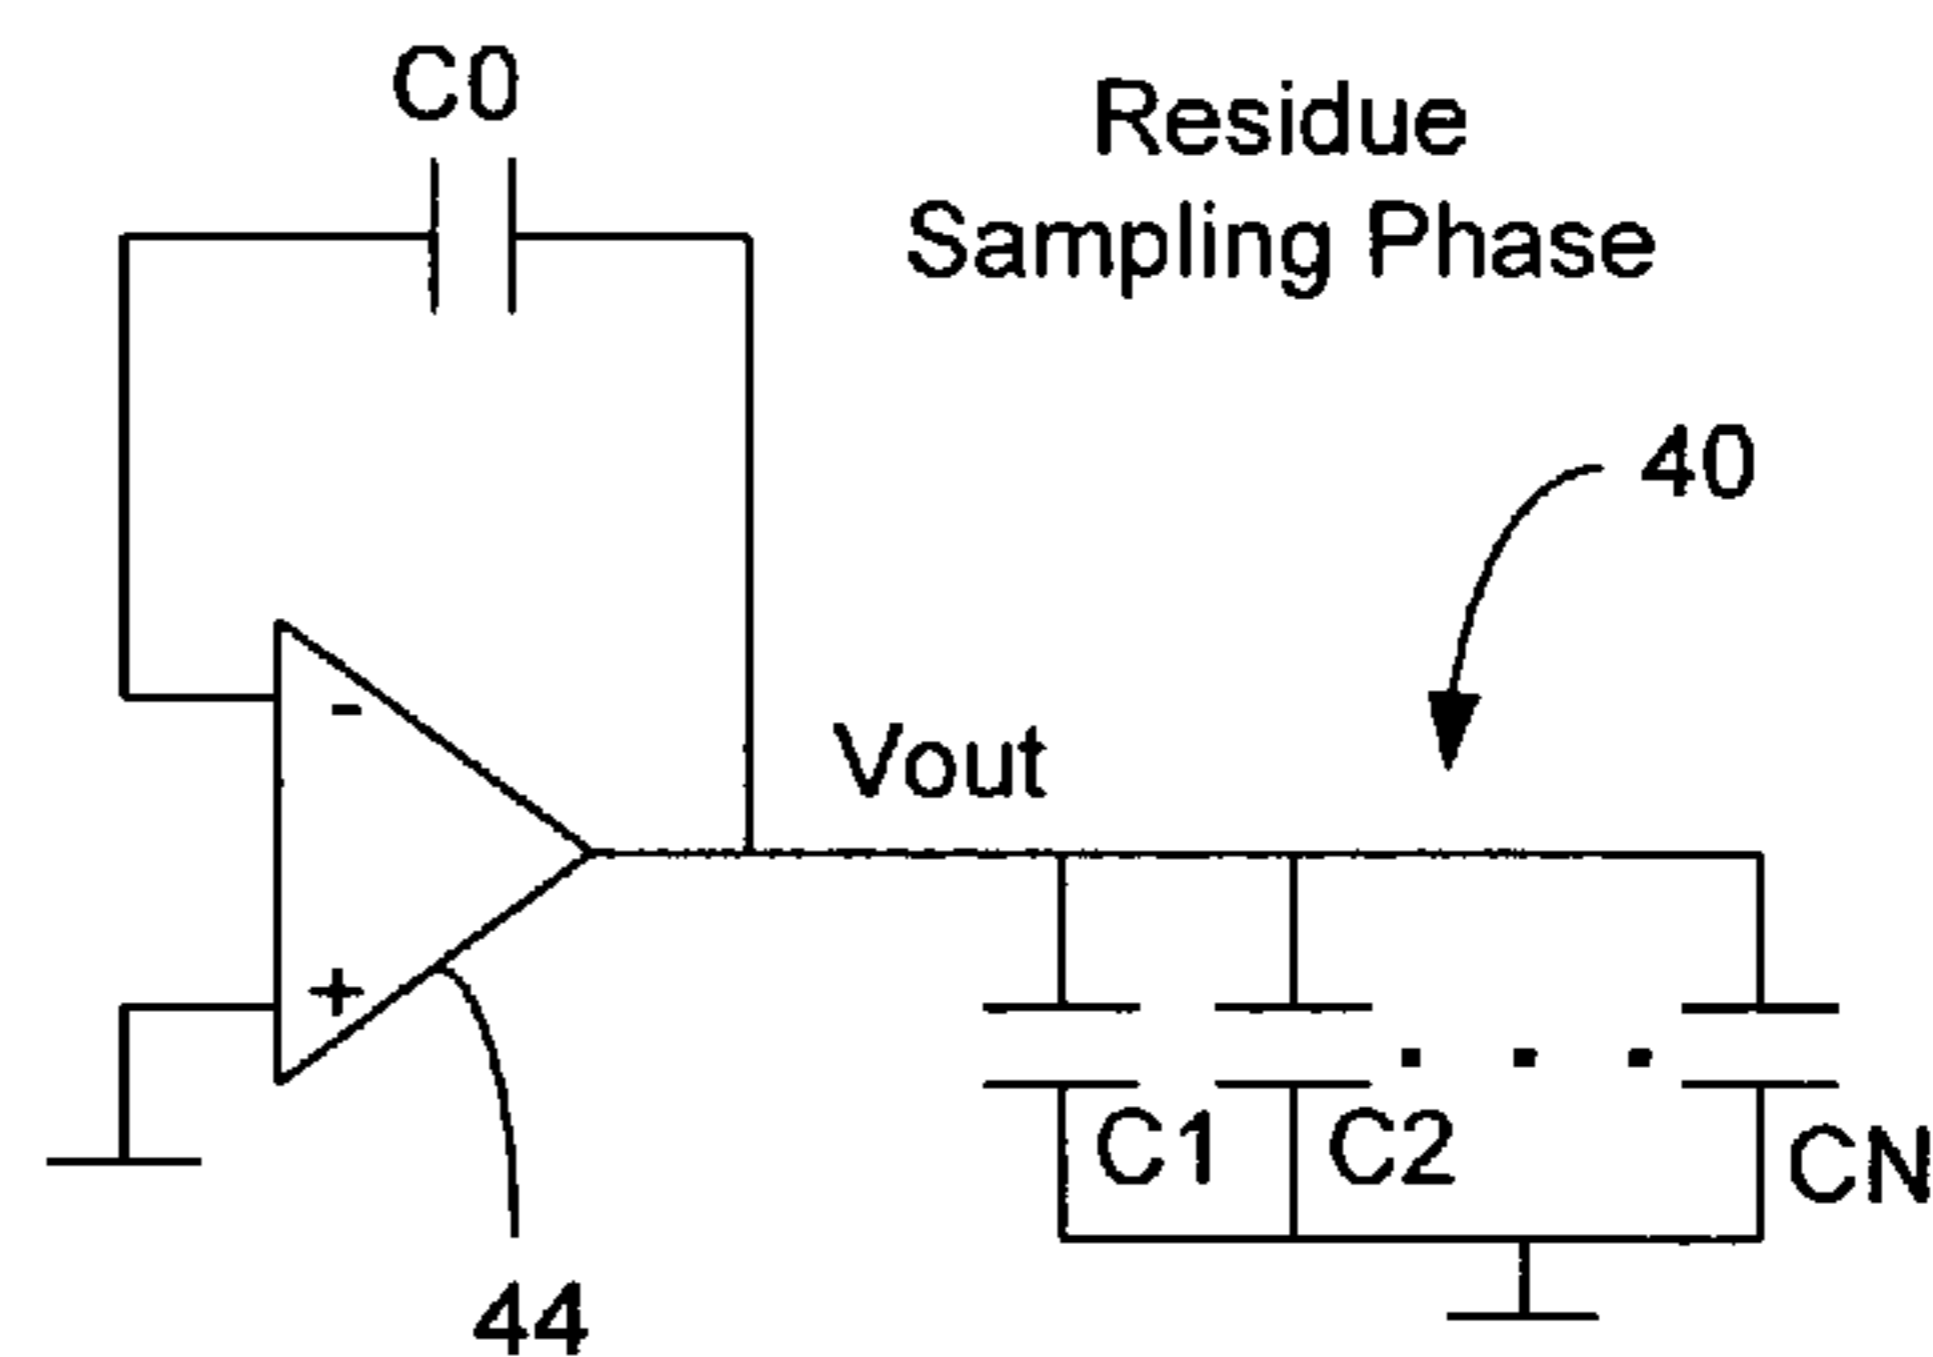 C0
Residue
Sampling Phase
40
-
Vout
+
C1
C2
. . .
CN
44